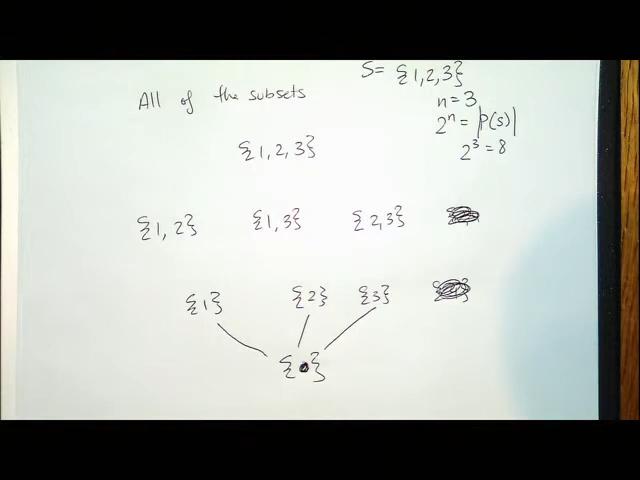 S= {1,2,3}
All of the subsets
n=3
2ⁿ = |P(s)|
2³=8
{1,2,3}
{1,2} {1,3} {2,3}
{1} {2} {3}
{ }